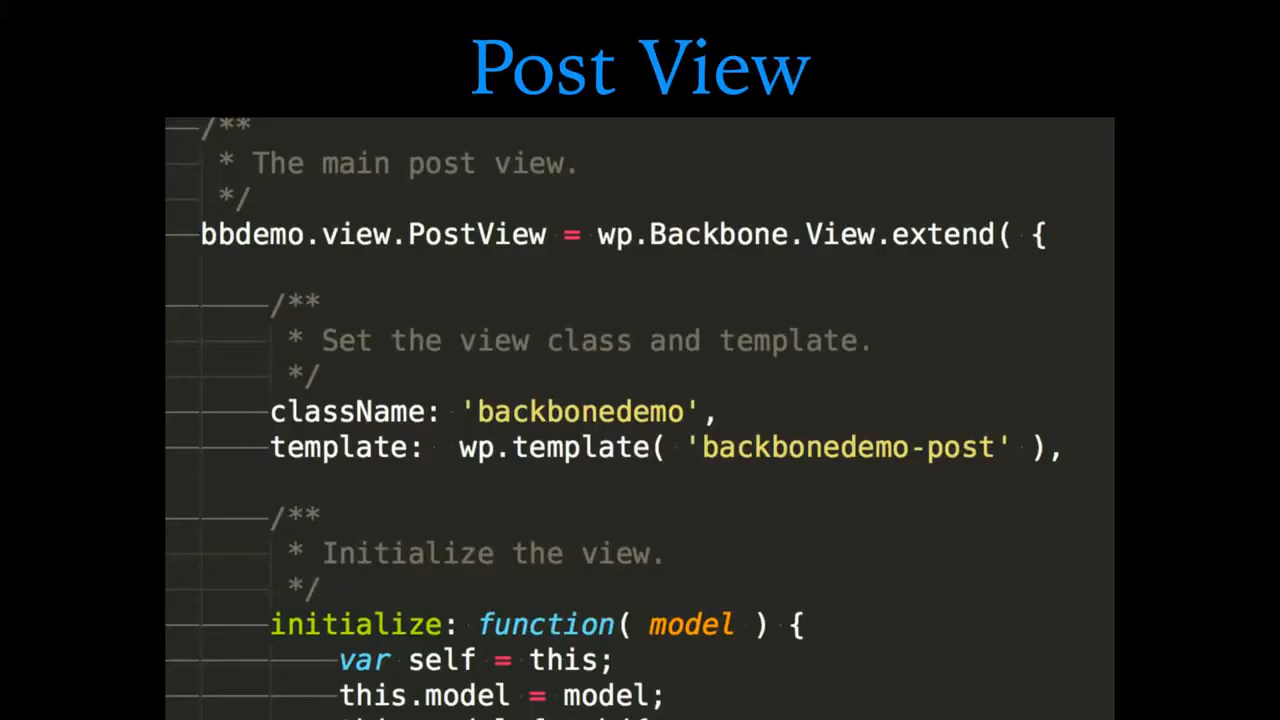 Post View
/**
* The main post view.
*/
bbdemo.view.PostView = wp.Backbone.View.extend( {
/**
* Set the view class and template.
*/
className: 'backbonedemo',
template: wp.template( 'backbonedemo-post' ),
/**
* Initialize the view.
*/
initialize: function( model ) {
var self = this;
this.model = model;